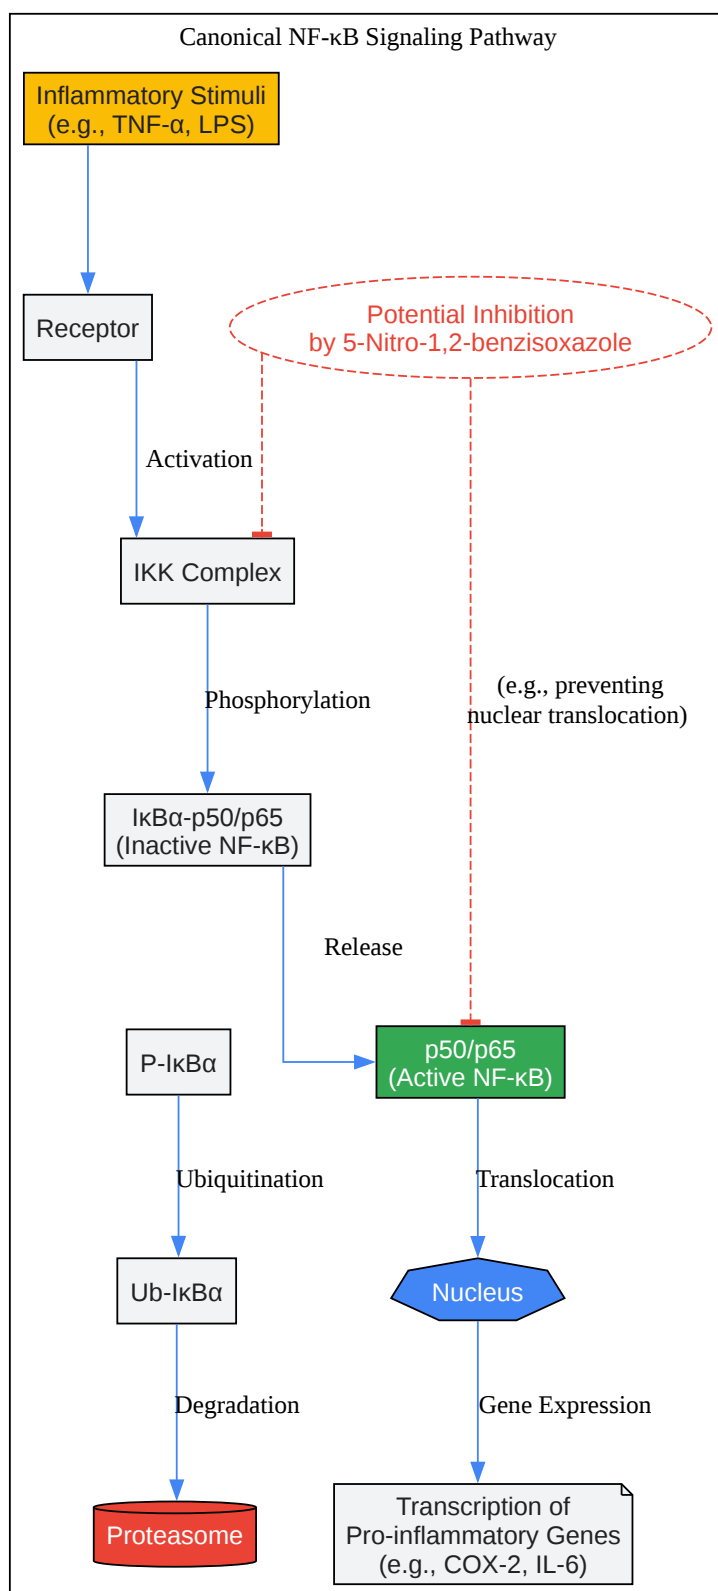 Canonical NF-κB Signaling Pathway
Inflammatory Stimuli
(e.g., TNF-α, LPS)
Receptor
Potential Inhibition
by 5-Nitro-1,2-benzisoxazole
Activation
IKK Complex
Phosphorylation
(e.g., preventing
nuclear translocation)
IκBα-p50/p65
(Inactive NF-κB)
Release
P-IκBα
p50/p65
(Active NF-κB)
Ubiquitination
Translocation
Ub-IκBα
Nucleus
Degradation
Gene Expression
Proteasome
Transcription of
Pro-inflammatory Genes
(e.g., COX-2, IL-6)